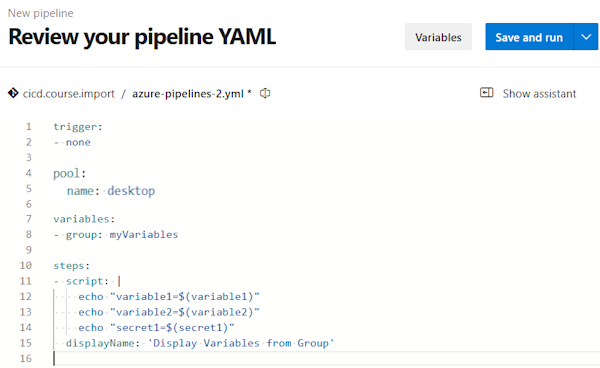 New pipeline
Review your pipeline YAML
Variables
Save and run
cicd.course.import / azure-pipelines-2.yml *
Show assistant
1 trigger:
2 - none
3
4 pool:
5   name: desktop
6
7 variables:
8 - group: myVariables
9
10 steps:
11 - script: |
12     echo "variable1=$(variable1)"
13     echo "variable2=$(variable2)"
14     echo "secret1=$(secret1)"
15   displayName: 'Display Variables from Group'
16